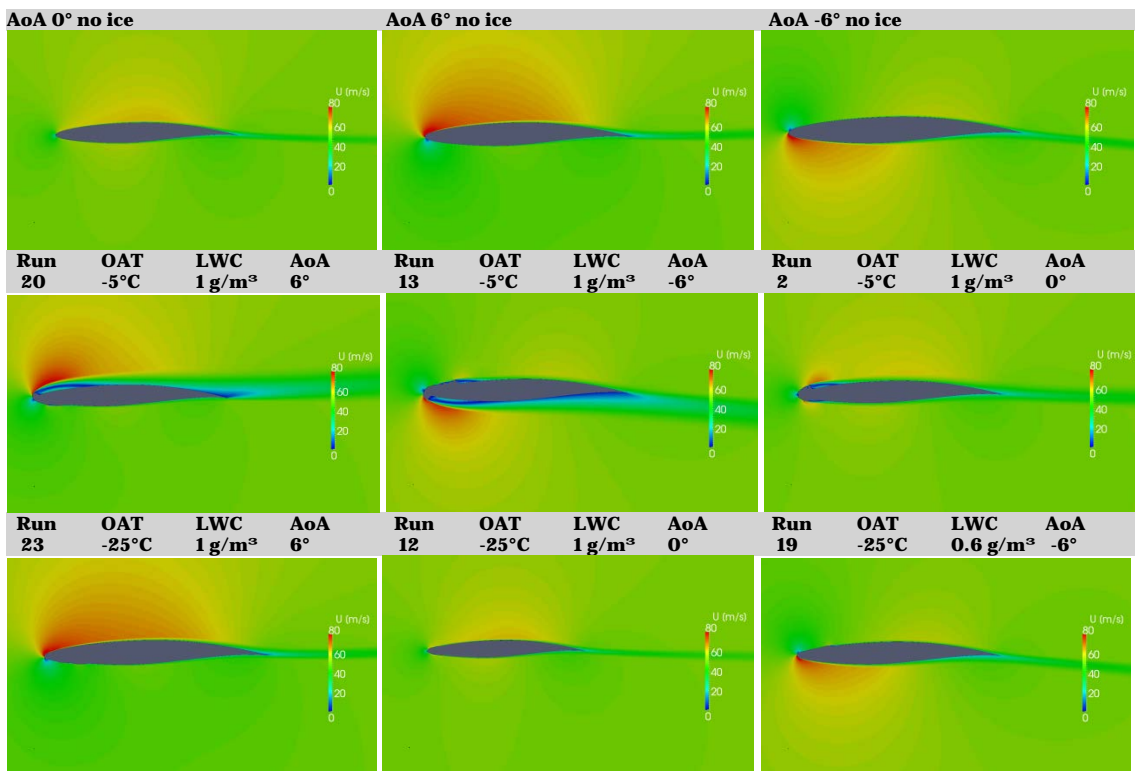 AoA 0° no ice AoA 6° no ice AoA -6° no ice
U (m/s) U (m/s) U (m/s)
80 80 80
60 60 60
40 40 40
20 20 20
0 0 0
Run OAT LWC AoA Run OAT LWC AoA Run OAT LWC AoA
20 -5°C 1 g/m³ 6° 13 -5°C 1 g/m³ -6° 2 -5°C 1 g/m³ 0°
U (m/s) U (m/s) U (m/s)
80 80 80
60 60 60
40 40 40
20 20 20
0 0 0
Run OAT LWC AoA Run OAT LWC AoA Run OAT LWC AoA
23 -25°C 1 g/m³ 6° 12 -25°C 1 g/m³ 0° 19 -25°C 0.6 g/m³ -6°
U (m/s) U (m/s) U (m/s)
80 80 80
60 60 60
40 40 40
20 20 20
0 0 0